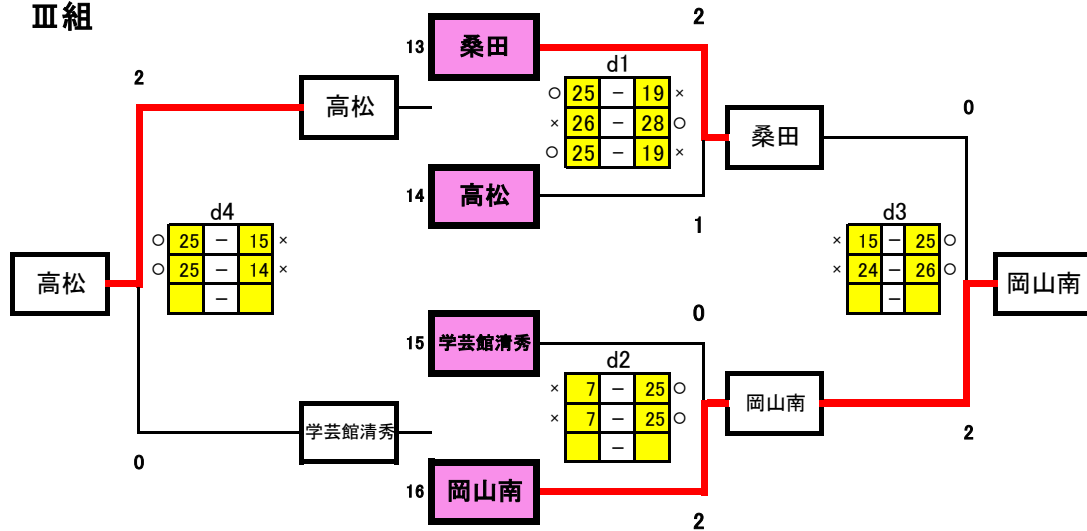 Ⅲ組
2
高松
d4
○ 25 － 15 ×
○ 25 － 14 ×
－
高松
学芸館清秀
0
13 桑田
2
d1
○ 25 － 19 ×
× 26 － 28 ○
○ 25 － 19 ×
14 高松
1
桑田
0
15 学芸館清秀
0
d2
× 7 － 25 ○
× 7 － 25 ○
－
16 岡山南
2
岡山南
2
d3
× 15 － 25 ○
× 24 － 26 ○
－
岡山南